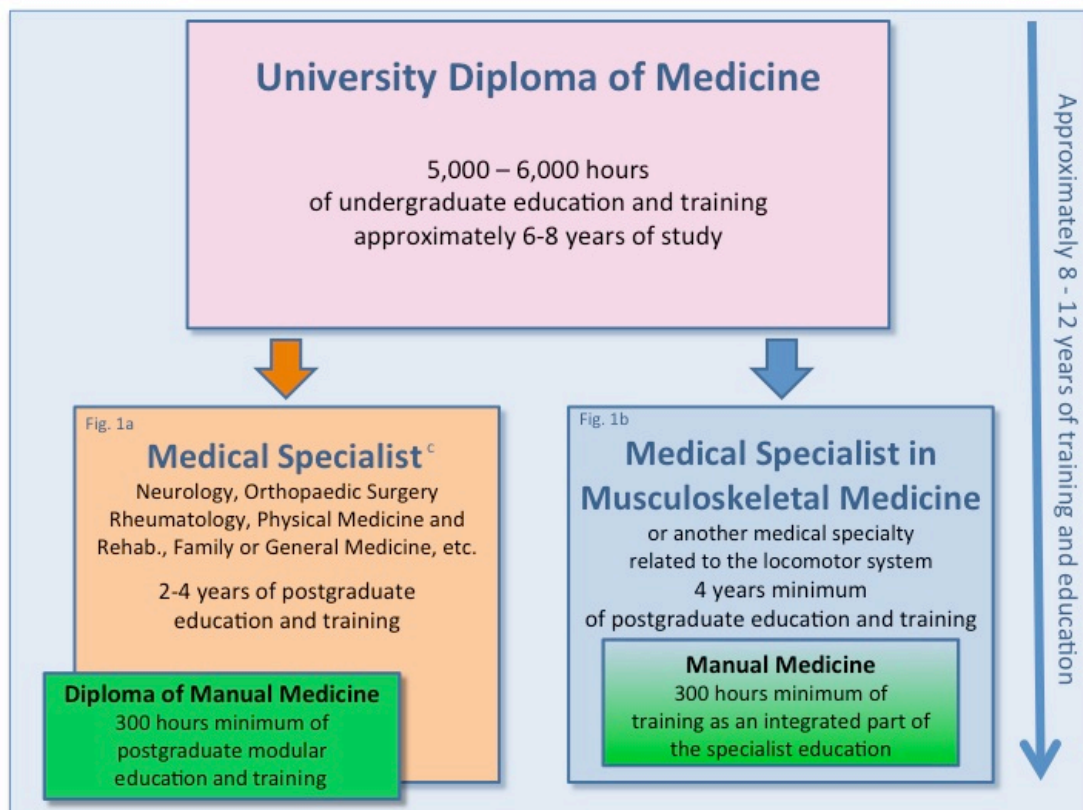 University Diploma of Medicine
5,000 – 6,000 hours
of undergraduate education and training
approximately 6-8 years of study
Approximately 8 - 12 years of training and education
Fig. 1a
Medical Specialist c
Neurology, Orthopaedic Surgery
Rheumatology, Physical Medicine and
Rehab., Family or General Medicine, etc.
2-4 years of postgraduate
education and training
Diploma of Manual Medicine
300 hours minimum of
postgraduate modular
education and training
Fig. 1b
Medical Specialist in
Musculoskeletal Medicine
or another medical specialty
related to the locomotor system
4 years minimum
of postgraduate education and training
Manual Medicine
300 hours minimum of
training as an integrated part of
the specialist education